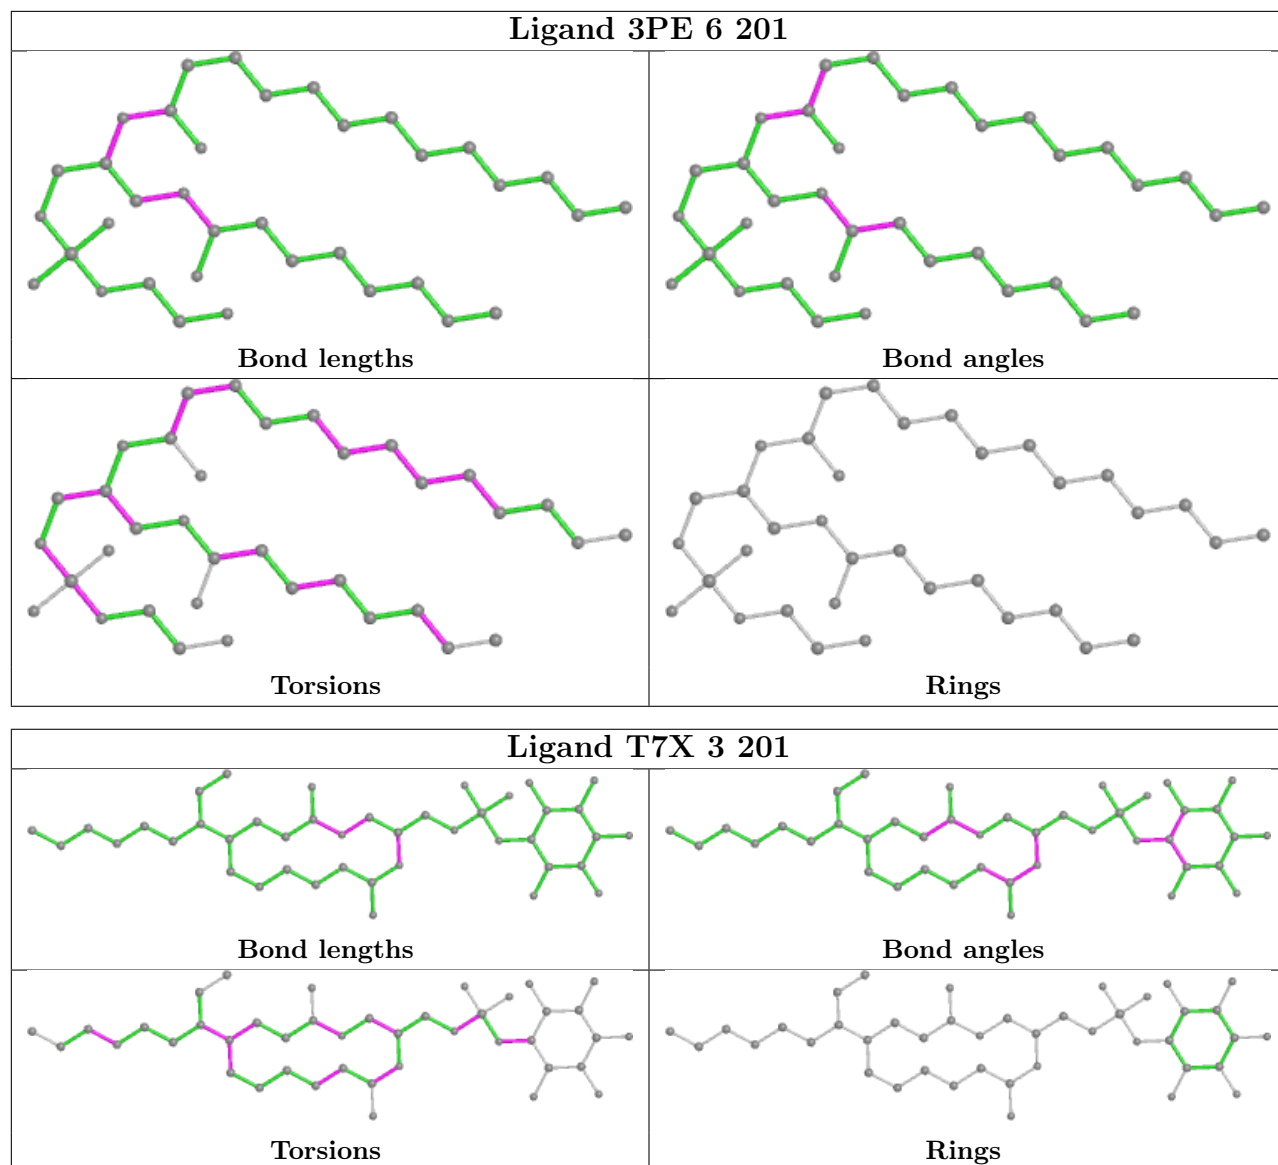 Ligand 3PE 6 201
Bond lengths
Bond angles
Torsions
Rings
Ligand T7X 3 201
Bond lengths
Bond angles
Torsions
Rings